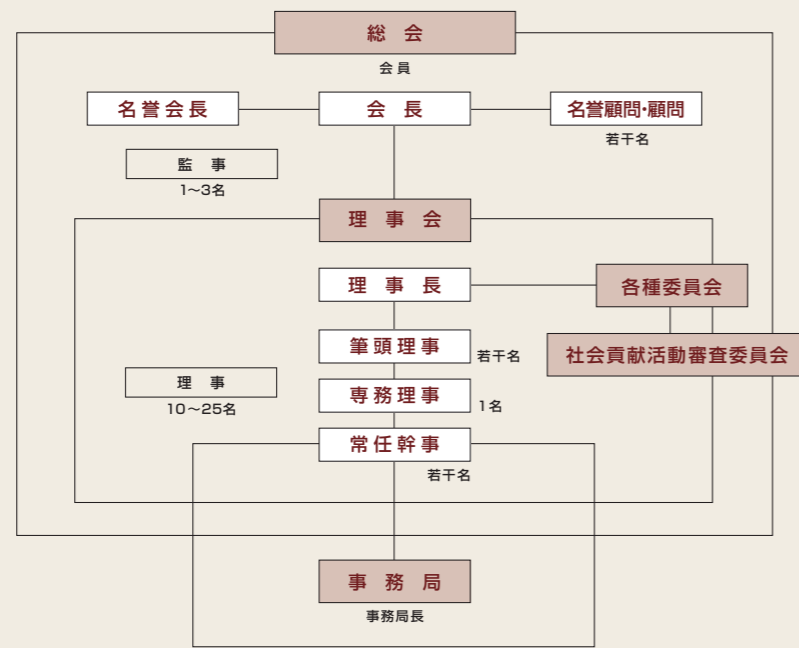 総会
会員
名誉会長
会長
名誉顧問・顧問
若干名
監事
1〜3名
理事会
理事長
各種委員会
筆頭理事
若干名
社会貢献活動審査委員会
理事
10〜25名
専務理事
1名
常任幹事
若干名
事務局
事務局長